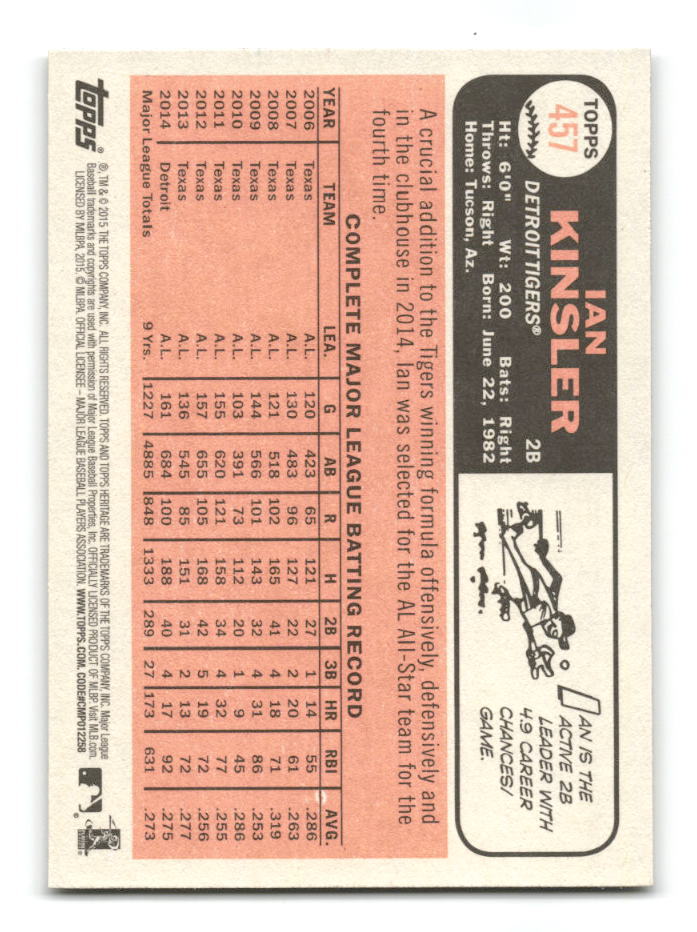 TOPPS
457
IAN
KINSLER
DETROIT TIGERS® 2B
Ht: 6'0" Wt: 200 Bats: Right
Throws: Right Born: June 22, 1982
Home: Tucson, Az.
IAN IS THE
ACTIVE 2B
LEADER WITH
4.9 CAREER
CHANCES/
GAME.
A crucial addition to the Tigers winning formula offensively, defensively and
in the clubhouse in 2014, Ian was selected for the AL All-Star team for the
fourth time.
COMPLETE MAJOR LEAGUE BATTING RECORD
YEAR TEAM LEA. G AB R H 2B 3B HR RBI AVG.
2006 Texas A.L. 120 423 65 121 27 1 14 55 .286
2007 Texas A.L. 130 483 96 127 22 2 20 61 .263
2008 Texas A.L. 121 518 102 165 41 4 18 71 .319
2009 Texas A.L. 144 566 101 143 32 4 31 86 .253
2010 Texas A.L. 103 391 73 112 20 1 9 45 .286
2011 Texas A.L. 155 620 121 158 34 4 32 77 .255
2012 Texas A.L. 157 655 105 168 42 5 19 72 .256
2013 Texas A.L. 136 545 85 151 31 2 13 72 .277
2014 Detroit A.L. 161 684 100 188 40 4 17 92 .275
Major League Totals 9 Yrs. 1227 4885 848 1333 289 27 173 631 .273
topps®
®, TM & © 2015 THE TOPPS COMPANY, INC. ALL RIGHTS RESERVED. TOPPS AND TOPPS HERITAGE ARE TRADEMARKS OF THE TOPPS COMPANY, INC. Major League
Baseball trademarks and copyrights are used with permission of Major League Baseball Properties, Inc. OFFICIALLY LICENSED PRODUCT OF MLBP Visit MLB.com.
LICENSED BY MLBPA, 2015. © MLBPA. OFFICIAL LICENSEE – MAJOR LEAGUE BASEBALL PLAYERS ASSOCIATION. WWW.TOPPS.COM. CODE#CMP012258